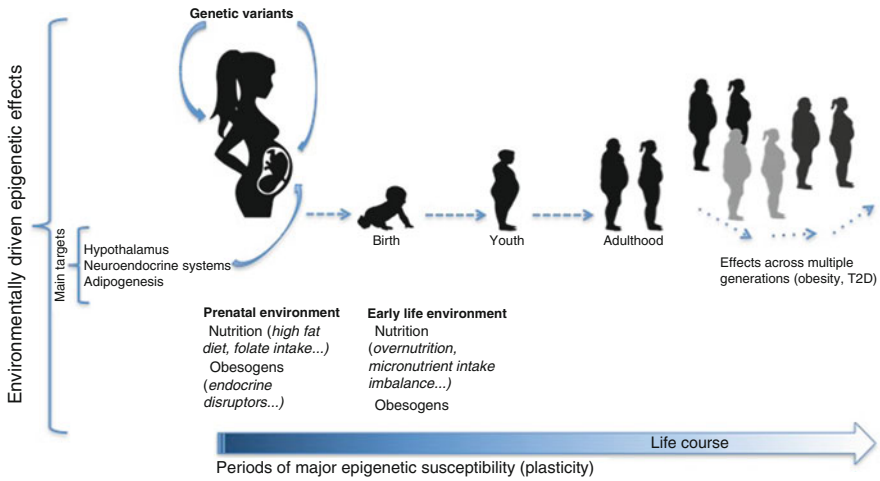 Genetic variants
Environmentally driven epigenetic effects
Main targets
Hypothalamus
Neuroendocrine systems
Adipogenesis
Birth
Youth
Adulthood
Effects across multiple
generations (obesity, T2D)
Prenatal environment
Nutrition (high fat
diet, folate intake...)
Obesogens
(endocrine
disruptors...)
Early life environment
Nutrition
(overnutrition,
micronutrient intake
imbalance...)
Obesogens
Life course
Periods of major epigenetic susceptibility (plasticity)